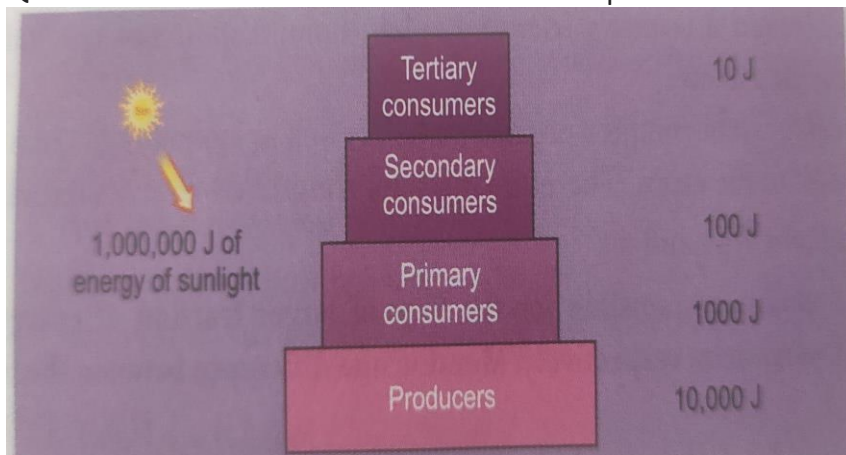 Tertiary
consumers
10 J
Secondary
consumers
100 J
1,000,000 J of
energy of sunlight
Primary
consumers
1000 J
Producers
10,000 J